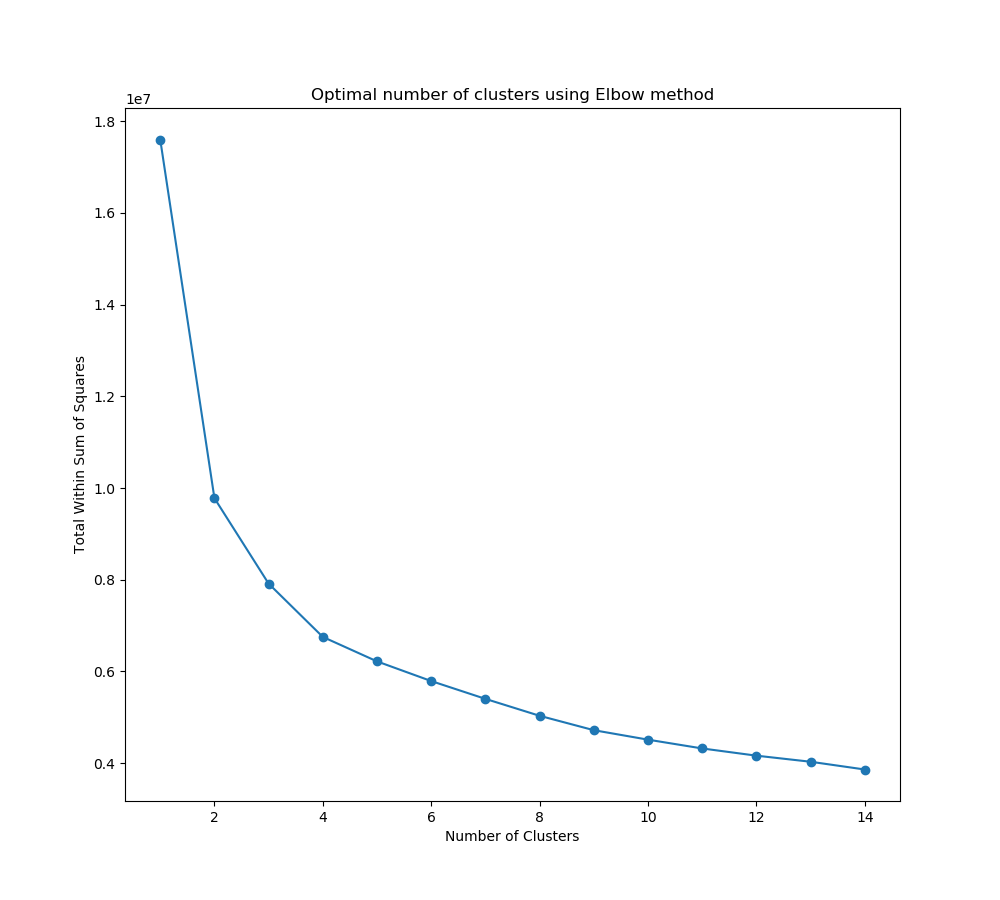 Optimal number of clusters using Elbow method
1e7
1.8
1.6
1.4
1.2
1.0
0.8
0.6
0.4
Total Within Sum of Squares
2 4 6 8 10 12 14
Number of Clusters